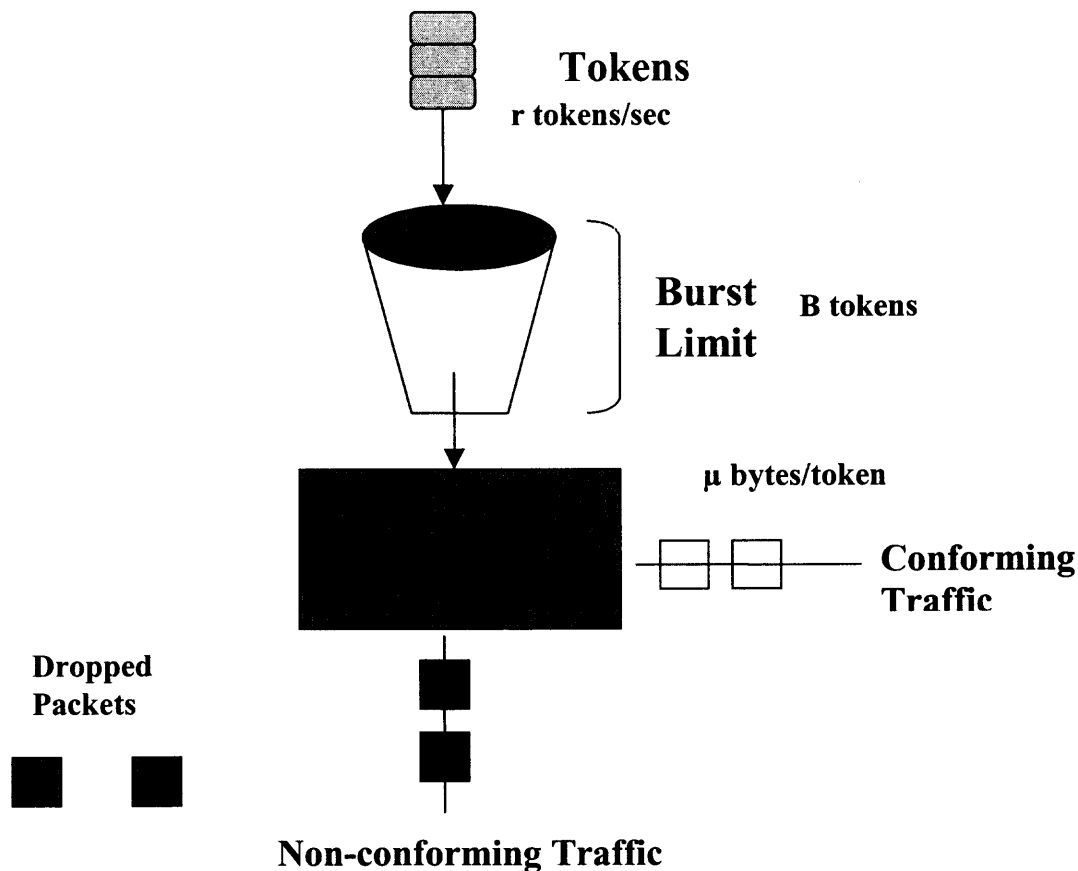 Tokens
r tokens/sec
Burst
Limit
B tokens
µ bytes/token
Conforming
Traffic
Dropped
Packets
Non-conforming Traffic